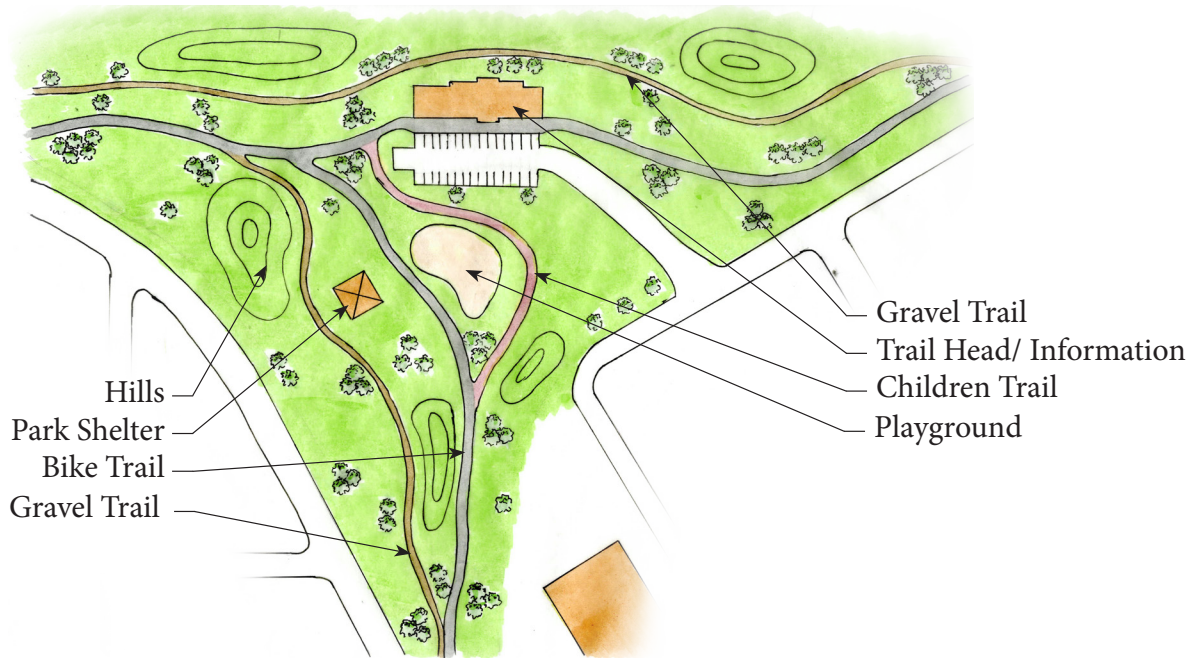 Hills
Park Shelter
Bike Trail
Gravel Trail
Gravel Trail
Trail Head/ Information
Children Trail
Playground